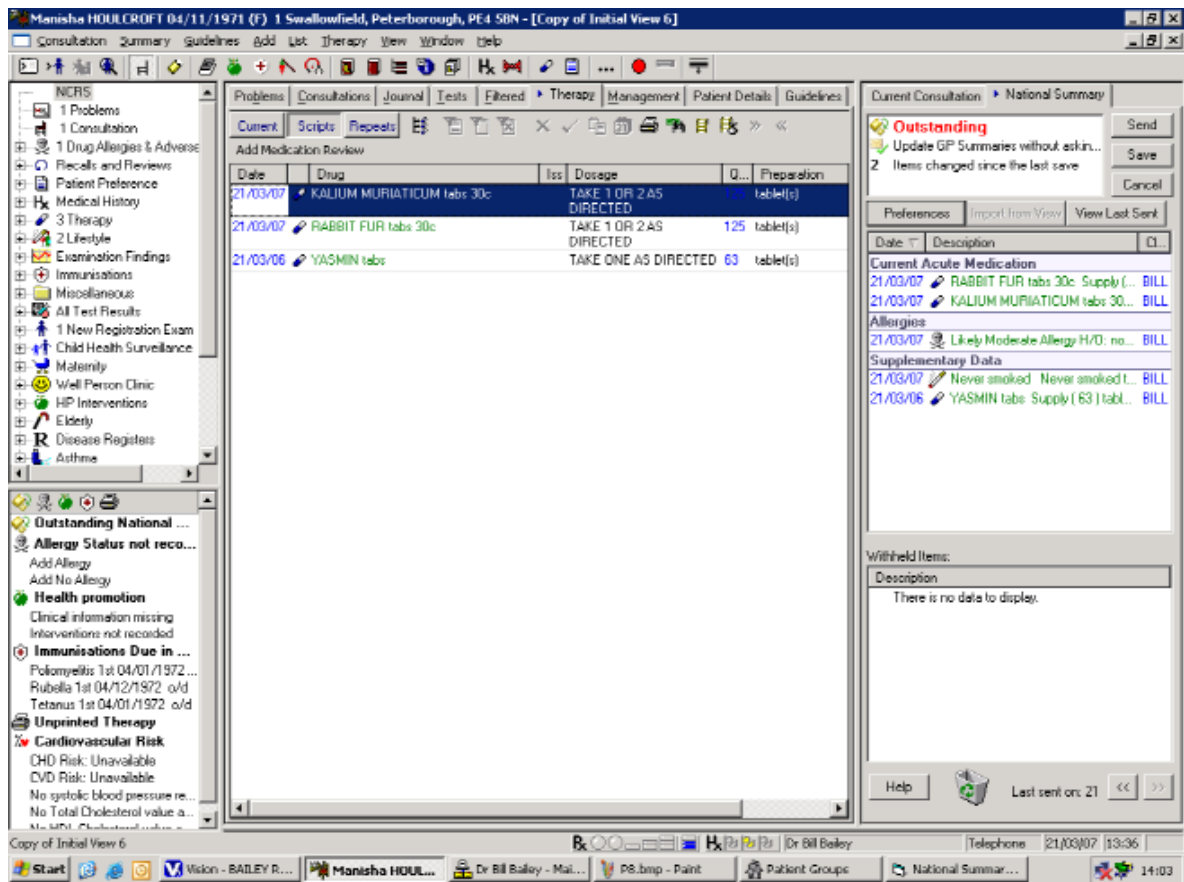 Manisha HOULCROFT 04/11/1971 (F) 1 Swallowfield, Peterborough, PE4 5BN - [Copy of Initial View 6]
Consultation Summary Guidelines Add List Therapy View Window Help
NCRS
1 Problems
1 Consultation
1 Drug Allergies & Adverse
Recalls and Reviews
Patient Preference
Medical History
3 Therapy
2 Lifestyle
Examination Findings
Immunisations
Miscellaneous
All Test Results
1 New Registration Exam
Child Health Surveillance
Maternity
Well Person Clinic
HP Interventions
Elderly
Disease Registers
Asthma
Outstanding National ...
Allergy Status not reco...
Add Allergy
Add No Allergy
Health promotion
Clinical information missing
Interventions not recorded
Immunisations Due in ...
Poliomyelitis 1st 04/01/1972 ...
Rubella 1st 04/12/1972 o/d
Tetanus 1st 04/01/1972 o/d
Unprinted Therapy
Cardiovascular Risk
CHD Risk: Unavailable
CVD Risk: Unavailable
No systolic blood pressure re...
No Total Cholesterol value a...
No HDL Cholesterol value a...
Problems Consultations Journal Tests Filtered Therapy Management Patient Details Guidelines
Current Scripts Repeats
Add Medication Review
Date Drug Iss Dosage Q... Preparation
21/03/07 KALIUM MURIATICUM tabs 30c TAKE 1 OR 2 AS DIRECTED 125 tablet(s)
21/03/07 RABBIT FUR tabs 30c TAKE 1 OR 2 AS DIRECTED 125 tablet(s)
21/03/06 YASMIN tabs TAKE ONE AS DIRECTED 63 tablet(s)
Current Consultation National Summary
Outstanding
Update GP Summaries without askin...
2 Items changed since the last save
Send
Save
Cancel
Preferences Import from View View Last Sent
Date Description Cl...
Current Acute Medication
21/03/07 RABBIT FUR tabs 30c Supply (... BILL
21/03/07 KALIUM MURIATICUM tabs 30... BILL
Allergies
21/03/07 Likely Moderate Allergy H/O: no... BILL
Supplementary Data
21/03/07 Never smoked Never smoked t... BILL
21/03/06 YASMIN tabs Supply ( 63 ) tabl... BILL
Withheld Items:
Description
There is no data to display.
Help Last sent on: 21 << >>
Copy of Initial View 6 Dr Bill Bailey Telephone 21/03/07 13:36
Start Vision - BAILEY R... Manisha HOUL... Dr Bill Bailey - Mai... P8.bmp - Paint Patient Groups National Summar... 14:03